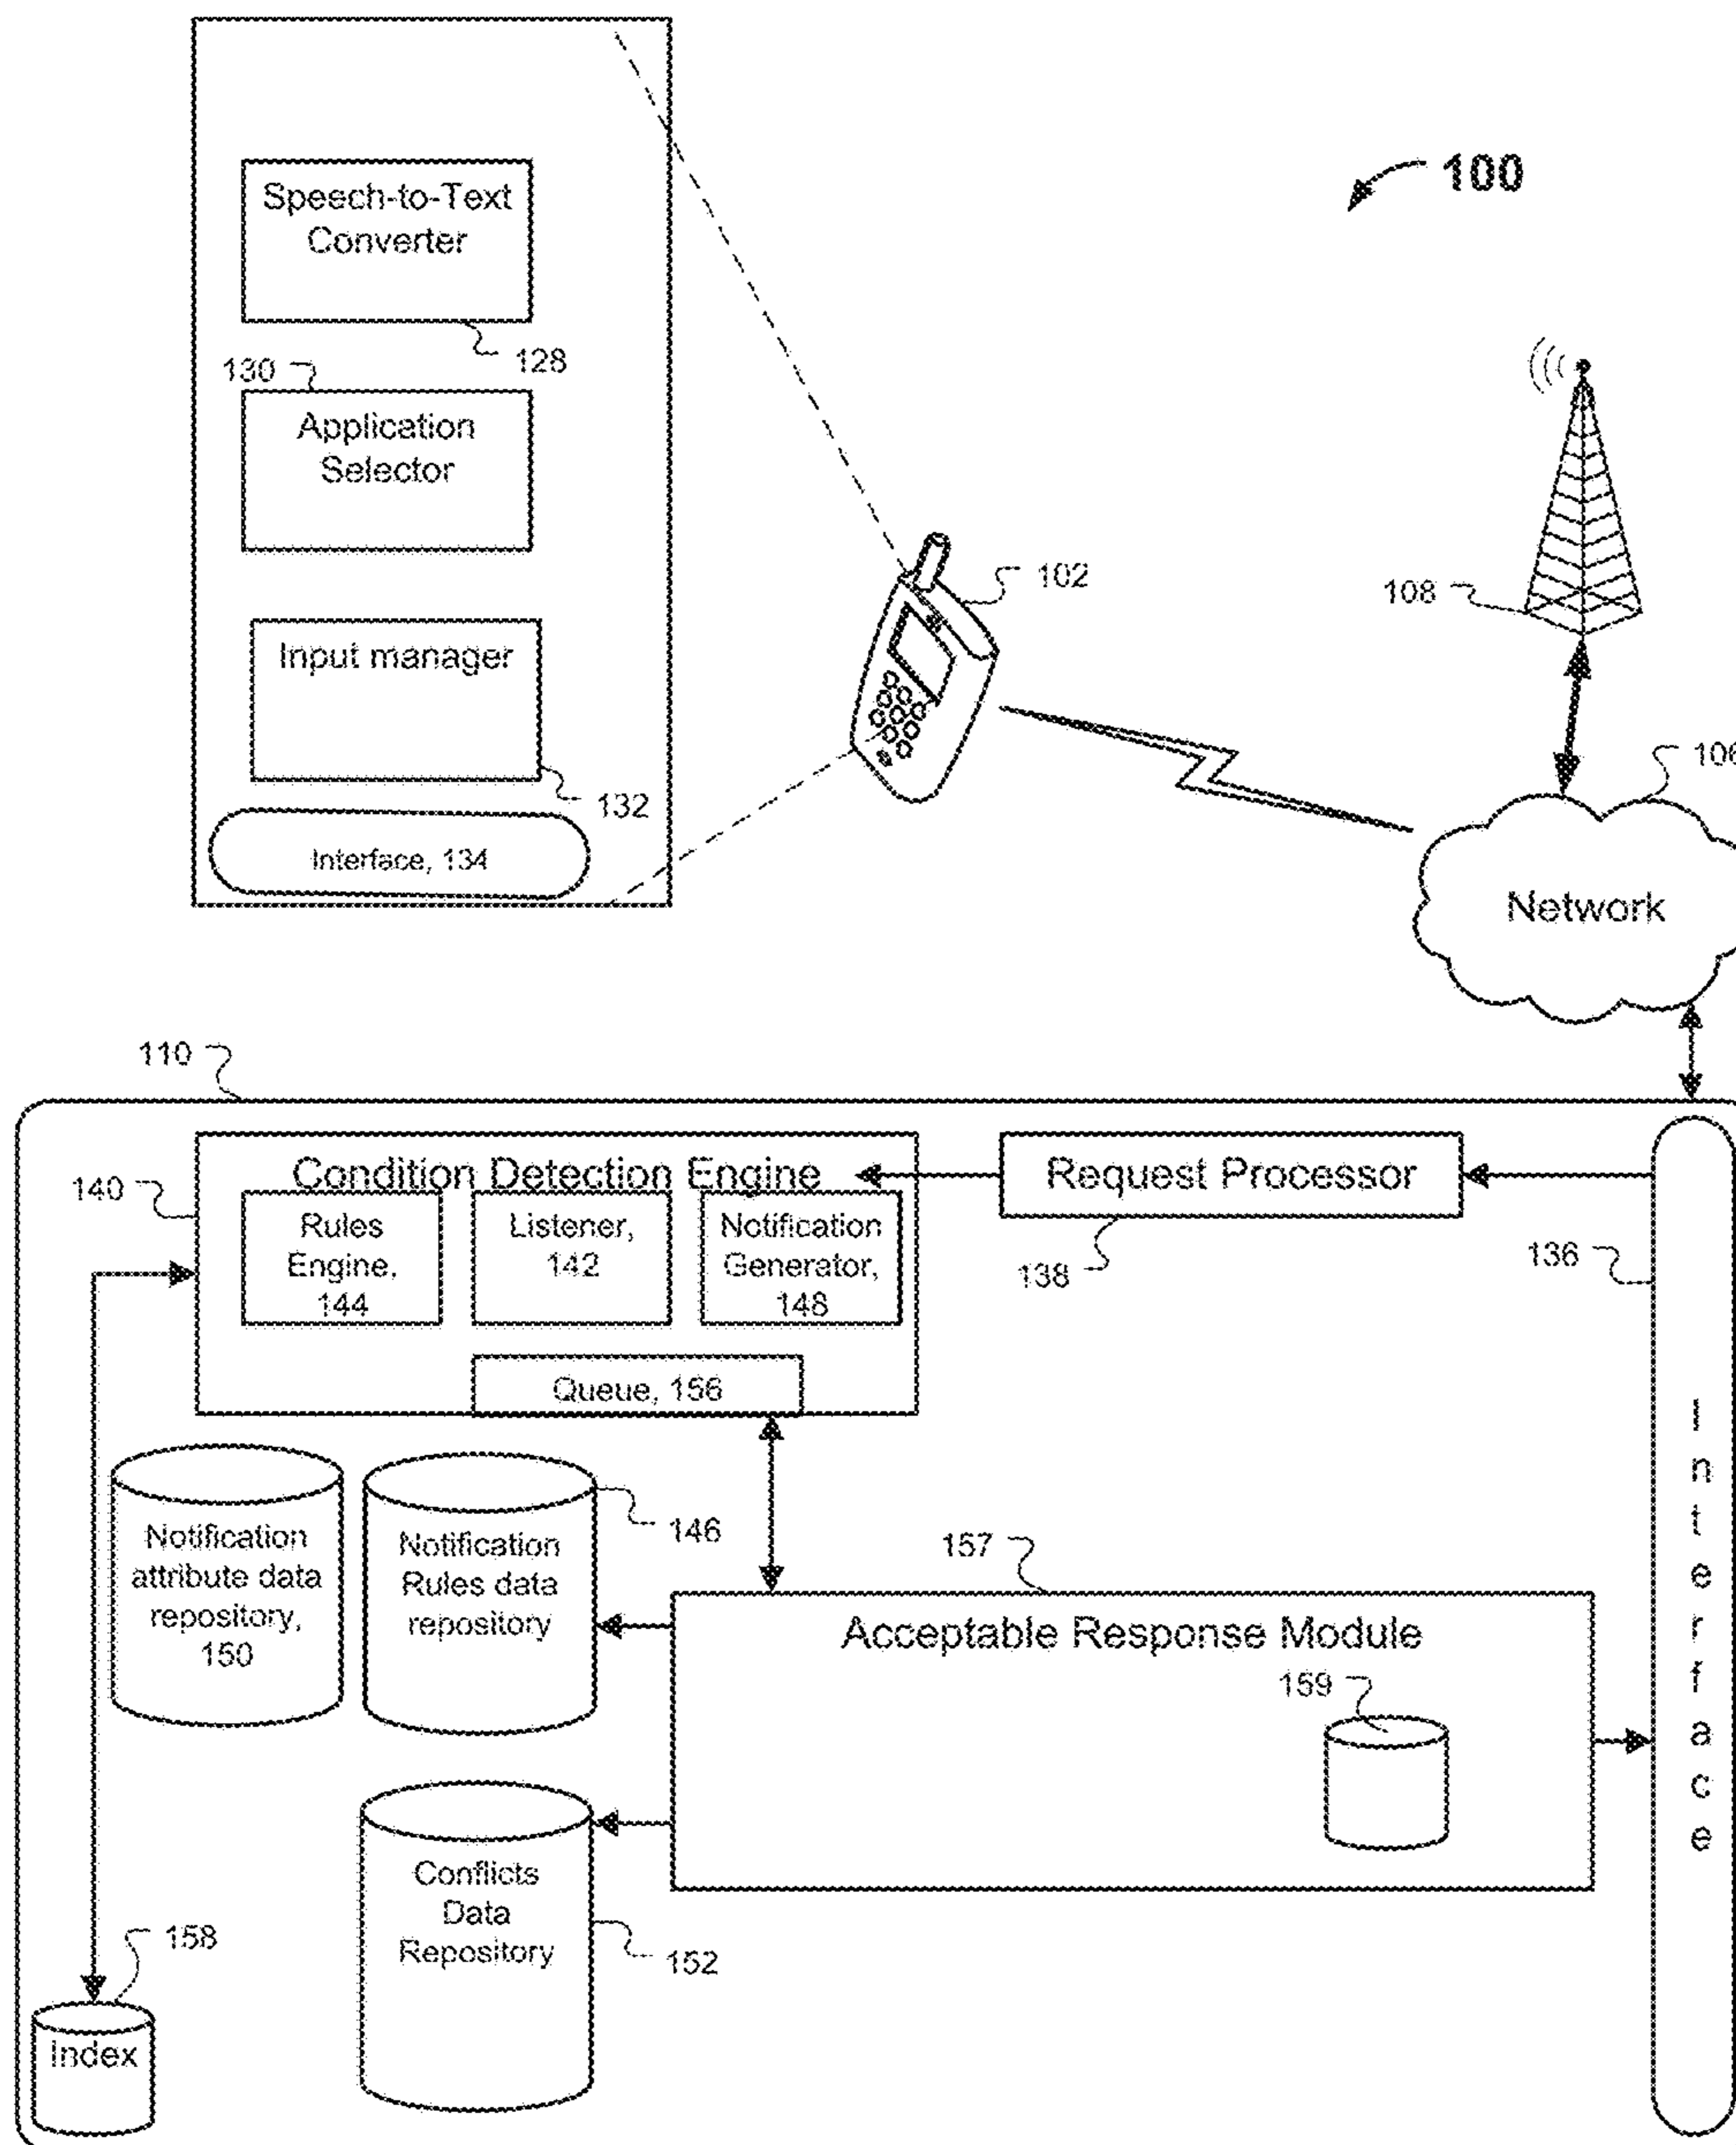 100
Speech-to-Text
Converter
128
130
Application
Selector
102
108
Input manager
132
106
Interface, 134
Network
110
Condition Detection Engine
Request Processor
140
Rules
Engine,
144
Listener,
142
Notification
Generator,
148
138
136
Queue, 156
Interface
Notification
attribute data
repository,
150
Notification
Rules data
repository
146
157
Acceptable Response Module
159
Conflicts
Data
Repository
152
158
Index